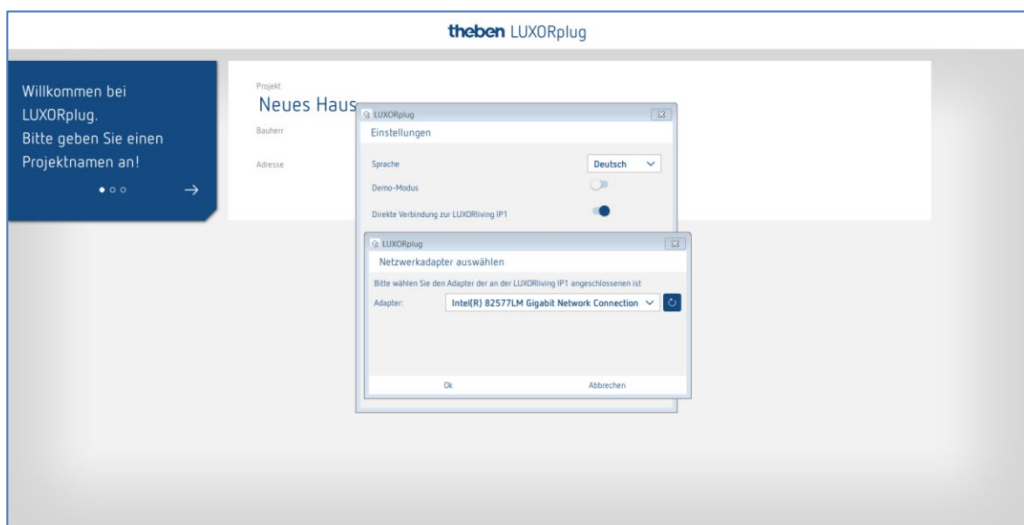 theben LUXORplug
Willkommen bei
LUXORplug.
Bitte geben Sie einen
Projektnamen an!
Projekt
Neues Haus
Bauherr
Adresse
LUXORplug
Einstellungen
Sprache
Deutsch
Demo-Modus
Direkte Verbindung zur LUXORliving IP1
LUXORplug
Netzwerkadapter auswählen
Bitte wählen Sie den Adapter der an der LUXORliving IP1 angeschlossenen ist
Adapter:
Intel(R) 82577LM Gigabit Network Connection
Ok
Abbrechen